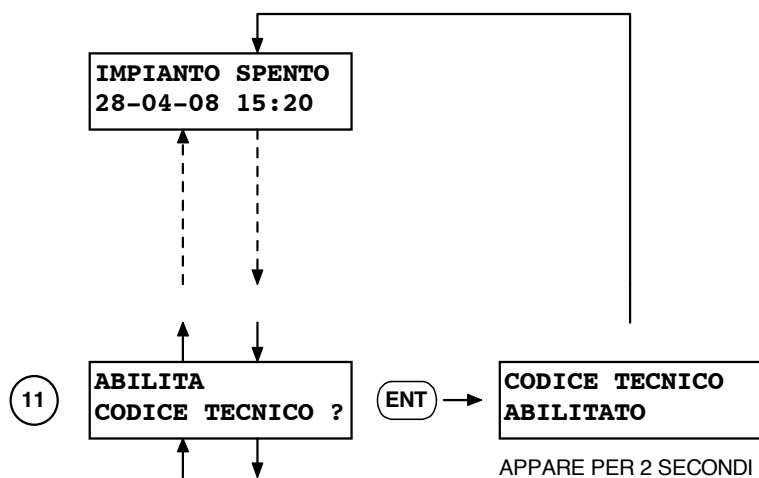 IMPIANTO SPENTO
28-04-08 15:20
11
ABILITA
CODICE TECNICO ?
ENT
CODICE TECNICO
ABILITATO
APPARE PER 2 SECONDI